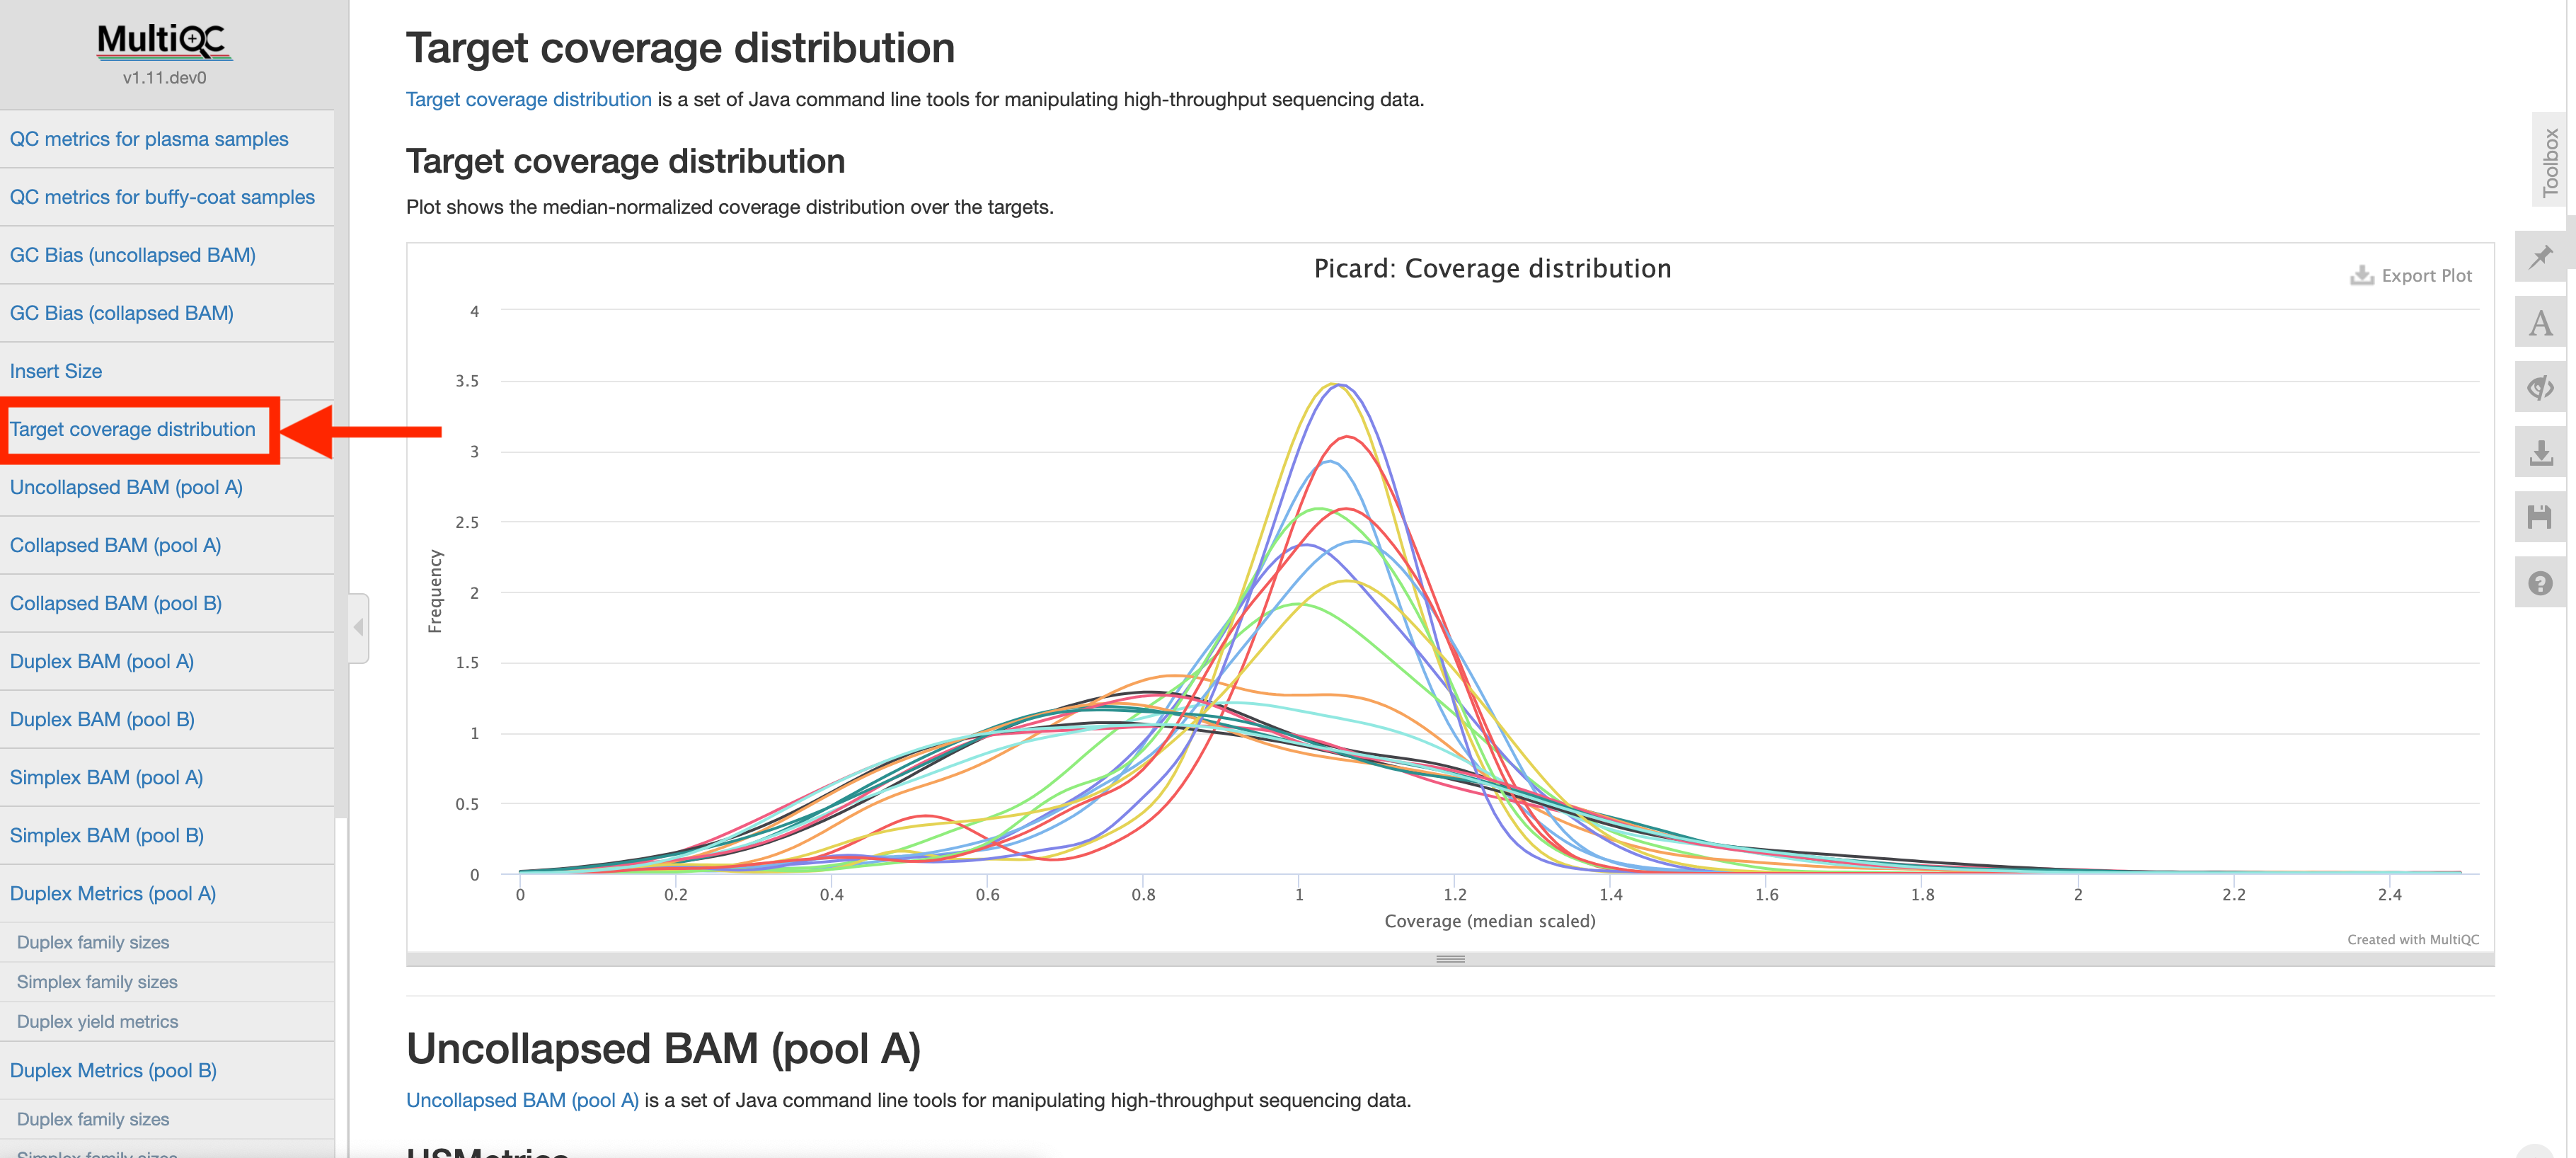 MultiQC
v1.11.dev0
QC metrics for plasma samples
QC metrics for buffy-coat samples
GC Bias (uncollapsed BAM)
GC Bias (collapsed BAM)
Insert Size
Target coverage distribution
Uncollapsed BAM (pool A)
Collapsed BAM (pool A)
Collapsed BAM (pool B)
Duplex BAM (pool A)
Duplex BAM (pool B)
Simplex BAM (pool A)
Simplex BAM (pool B)
Duplex Metrics (pool A)
Duplex family sizes
Simplex family sizes
Duplex yield metrics
Duplex Metrics (pool B)
Duplex family sizes
Simplex family sizes
Target coverage distribution
Target coverage distribution is a set of Java command line tools for manipulating high-throughput sequencing data.
Target coverage distribution
Plot shows the median-normalized coverage distribution over the targets.
Picard: Coverage distribution
Export Plot
4
3.5
3
2.5
2
1.5
1
0.5
0
Frequency
0 0.2 0.4 0.6 0.8 1 1.2 1.4 1.6 1.8 2 2.2 2.4
Coverage (median scaled)
Created with MultiQC
Uncollapsed BAM (pool A)
Uncollapsed BAM (pool A) is a set of Java command line tools for manipulating high-throughput sequencing data.
HSMetrics
Toolbox
A